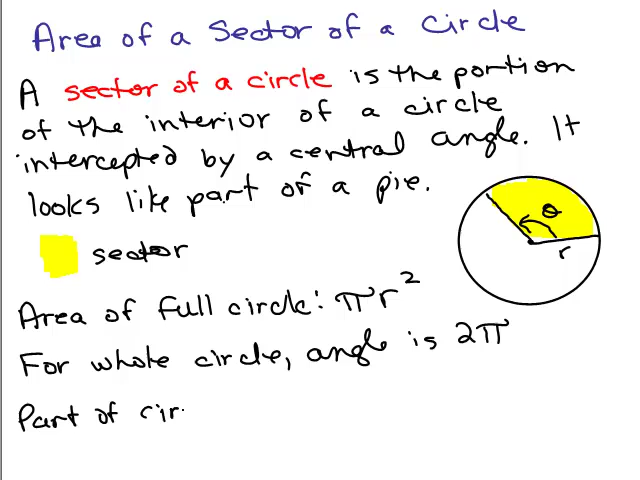 Area of a Sector of a Circle
A sector of a circle is the portion
of the interior of a circle
intercepted by a central angle. It
looks like part of a pie.
θ
r
sector
Area of full circle: πr²
For whole circle, angle is 2π
Part of cir